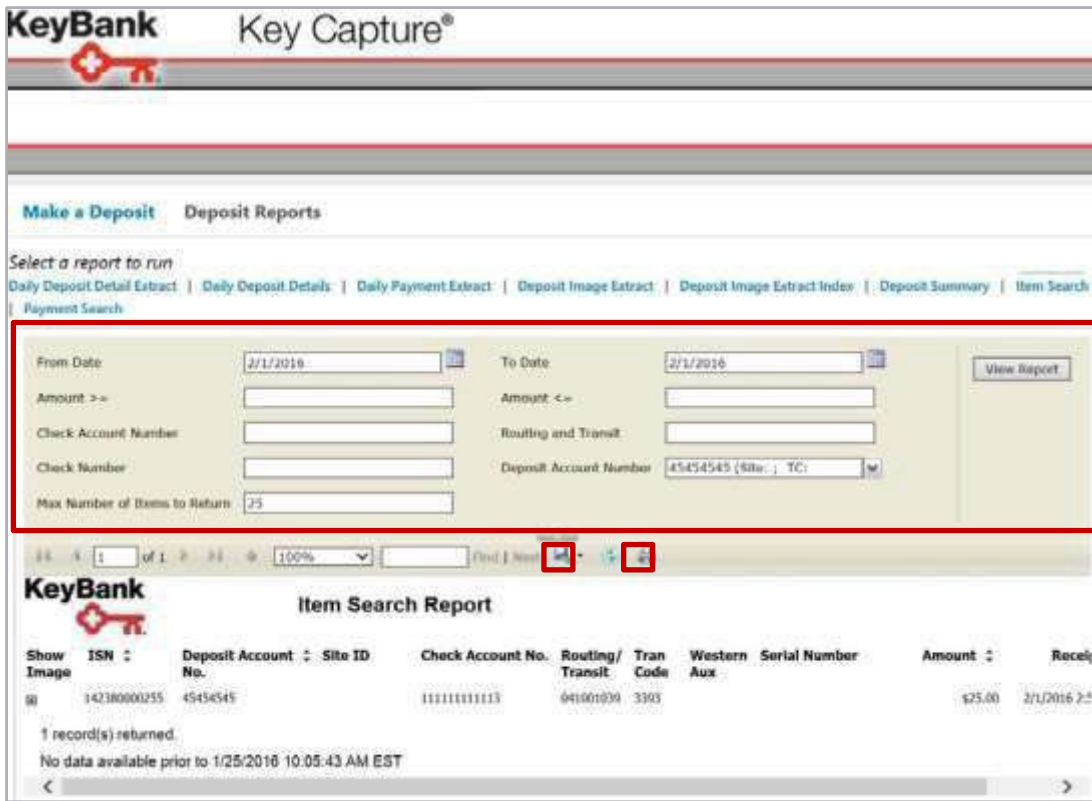 KeyBank Key Capture®
Make a Deposit Deposit Reports
Select a report to run
Daily Deposit Detail Extract | Daily Deposit Details | Daily Payment Extract | Deposit Image Extract | Deposit Image Extract Index | Deposit Summary | Item Search
| Payment Search
From Date 2/1/2016 To Date 2/1/2016 View Report
Amount >= Amount <=
Check Account Number Routing and Transit
Check Number Deposit Account Number 45454545 (Site: ; TC:
Max Number of Items to Return 25
1 of 1 100% Find | Next
KeyBank
Item Search Report
Show Image ISN Deposit Account No. Site ID Check Account No. Routing/ Transit Tran Code Western Aux Serial Number Amount Receip
142380000255 45454545 111111111113 041001039 3393 $25.00 2/1/2016 2:5
1 record(s) returned.
No data available prior to 1/25/2016 10:05:43 AM EST